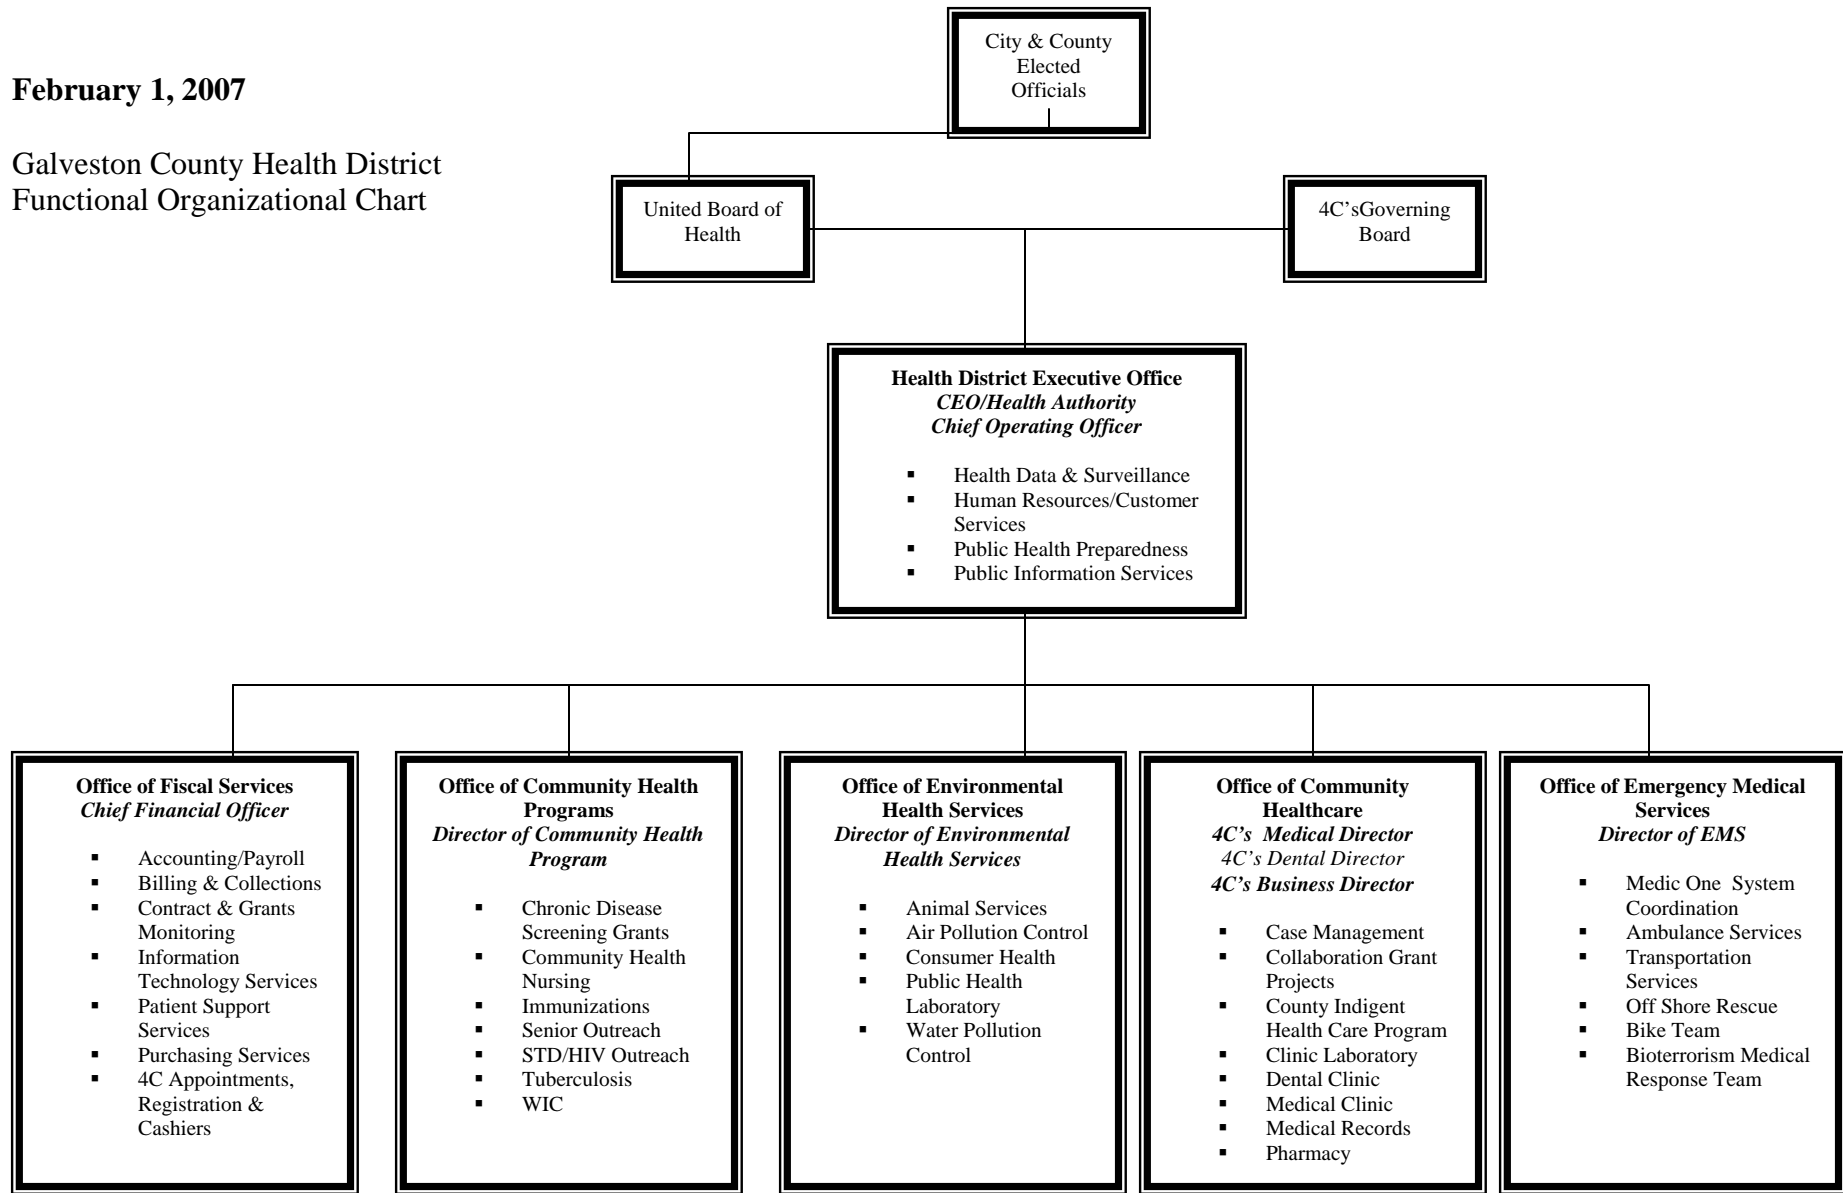 February 1, 2007
Galveston County Health District
Functional Organizational Chart
City & County
Elected
Officials
United Board of
Health
4C'sGoverning
Board
Health District Executive Office
CEO/Health Authority
Chief Operating Officer
▪ Health Data & Surveillance
▪ Human Resources/Customer
Services
▪ Public Health Preparedness
▪ Public Information Services
Office of Fiscal Services
Chief Financial Officer
▪ Accounting/Payroll
▪ Billing & Collections
▪ Contract & Grants
Monitoring
▪ Information
Technology Services
▪ Patient Support
Services
▪ Purchasing Services
▪ 4C Appointments,
Registration &
Cashiers
Office of Community Health
Programs
Director of Community Health
Program
▪ Chronic Disease
Screening Grants
▪ Community Health
Nursing
▪ Immunizations
▪ Senior Outreach
▪ STD/HIV Outreach
▪ Tuberculosis
▪ WIC
Office of Environmental
Health Services
Director of Environmental
Health Services
▪ Animal Services
▪ Air Pollution Control
▪ Consumer Health
▪ Public Health
Laboratory
▪ Water Pollution
Control
Office of Community
Healthcare
4C's  Medical Director
4C's Dental Director
4C's Business Director
▪ Case Management
▪ Collaboration Grant
Projects
▪ County Indigent
Health Care Program
▪ Clinic Laboratory
▪ Dental Clinic
▪ Medical Clinic
▪ Medical Records
▪ Pharmacy
Office of Emergency Medical
Services
Director of EMS
▪ Medic One  System
Coordination
▪ Ambulance Services
▪ Transportation
Services
▪ Off Shore Rescue
▪ Bike Team
▪ Bioterrorism Medical
Response Team